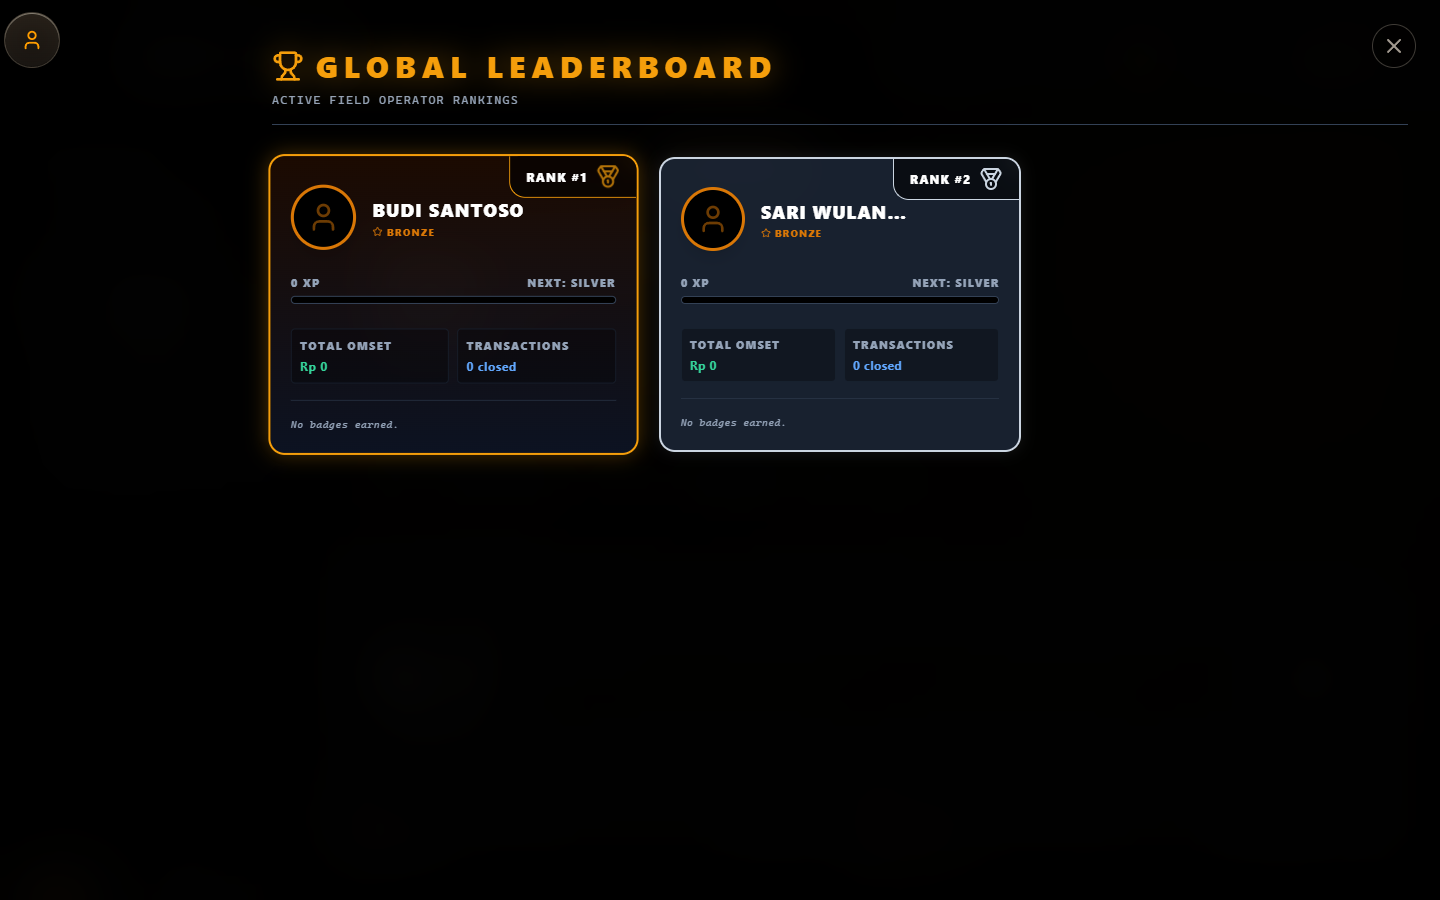 GLOBAL LEADERBOARD
ACTIVE FIELD OPERATOR RANKINGS
RANK #1
BUDI SANTOSO
BRONZE
0 XP
NEXT: SILVER
TOTAL OMSET
Rp 0
TRANSACTIONS
0 closed
No badges earned.
RANK #2
SARI WULAN...
BRONZE
0 XP
NEXT: SILVER
TOTAL OMSET
Rp 0
TRANSACTIONS
0 closed
No badges earned.